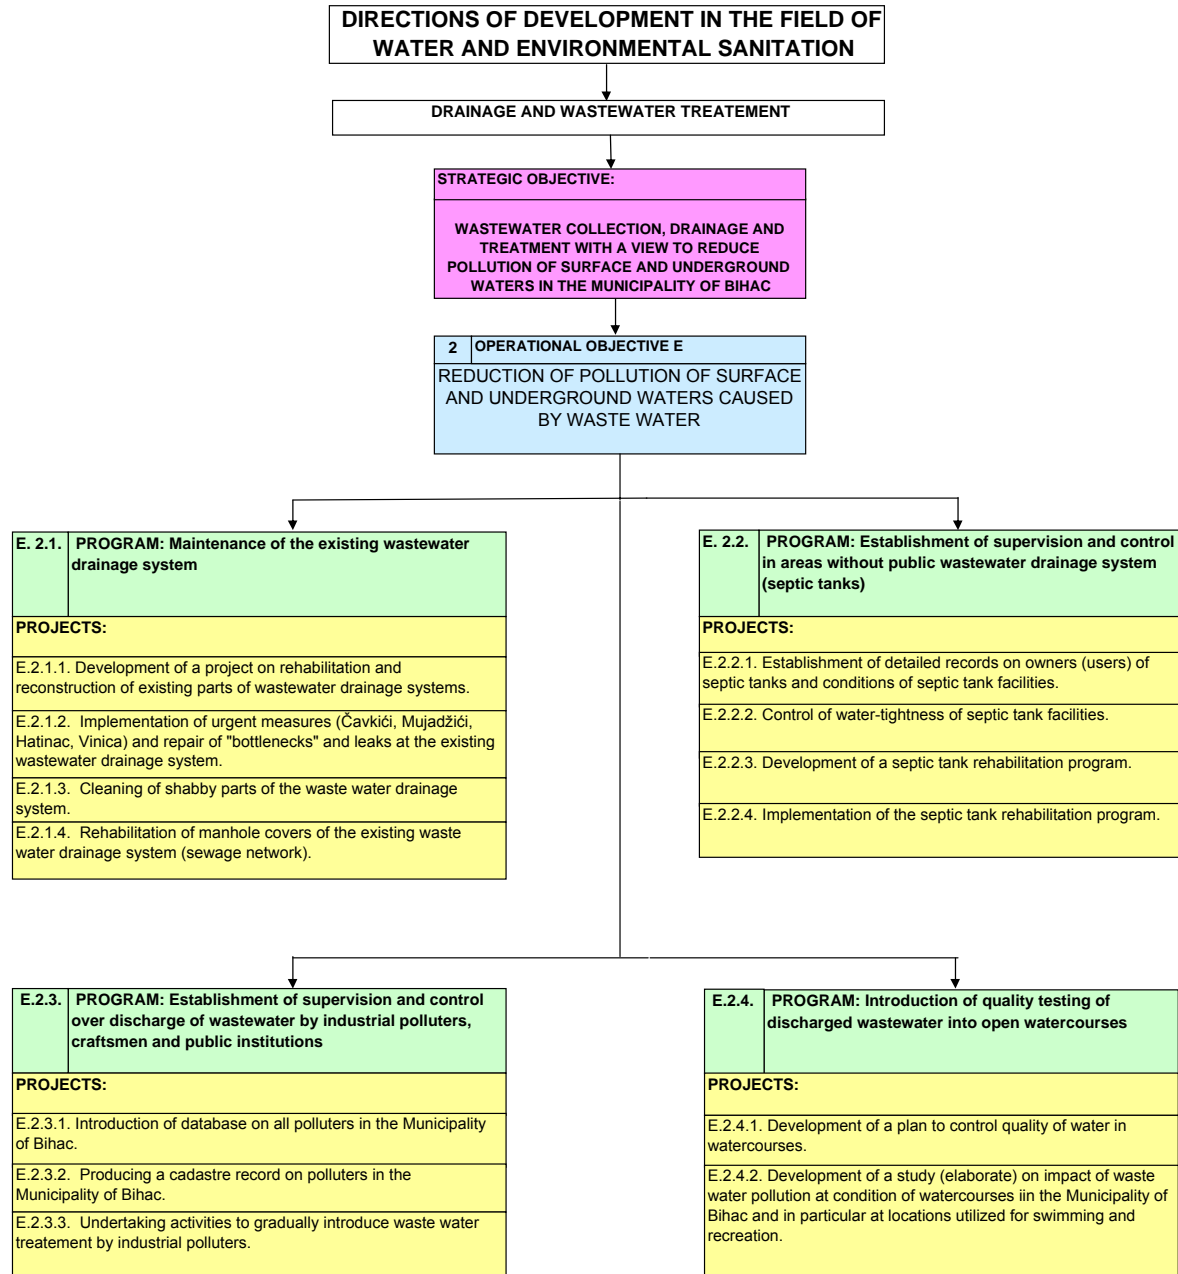 DIRECTIONS OF DEVELOPMENT IN THE FIELD OF
WATER AND ENVIRONMENTAL SANITATION
DRAINAGE AND WASTEWATER TREATEMENT
STRATEGIC OBJECTIVE:
WASTEWATER COLLECTION, DRAINAGE AND
TREATMENT WITH A VIEW TO REDUCE
POLLUTION OF SURFACE AND UNDERGROUND
WATERS IN THE MUNICIPALITY OF BIHAC
2 OPERATIONAL OBJECTIVE E
REDUCTION OF POLLUTION OF SURFACE
AND UNDERGROUND WATERS CAUSED
BY WASTE WATER
E. 2.1. PROGRAM: Maintenance of the existing wastewater
drainage system
PROJECTS:
E.2.1.1. Development of a project on rehabilitation and
reconstruction of existing parts of wastewater drainage systems.
E.2.1.2. Implementation of urgent measures (Čavkići, Mujadžići,
Hatinac, Vinica) and repair of "bottlenecks" and leaks at the existing
wastewater drainage system.
E.2.1.3. Cleaning of shabby parts of the waste water drainage
system.
E.2.1.4. Rehabilitation of manhole covers of the existing waste
water drainage system (sewage network).
E. 2.2. PROGRAM: Establishment of supervision and control
in areas without public wastewater drainage system
(septic tanks)
PROJECTS:
E.2.2.1. Establishment of detailed records on owners (users) of
septic tanks and conditions of septic tank facilities.
E.2.2.2. Control of water-tightness of septic tank facilities.
E.2.2.3. Development of a septic tank rehabilitation program.
E.2.2.4. Implementation of the septic tank rehabilitation program.
E.2.3. PROGRAM: Establishment of supervision and control
over discharge of wastewater by industrial polluters,
craftsmen and public institutions
PROJECTS:
E.2.3.1. Introduction of database on all polluters in the Municipality
of Bihac.
E.2.3.2. Producing a cadastre record on polluters in the
Municipality of Bihac.
E.2.3.3. Undertaking activities to gradually introduce waste water
treatement by industrial polluters.
E.2.4. PROGRAM: Introduction of quality testing of
discharged wastewater into open watercourses
PROJECTS:
E.2.4.1. Development of a plan to control quality of water in
watercourses.
E.2.4.2. Development of a study (elaborate) on impact of waste
water pollution at condition of watercourses iin the Municipality of
Bihac and in particular at locations utilized for swimming and
recreation.